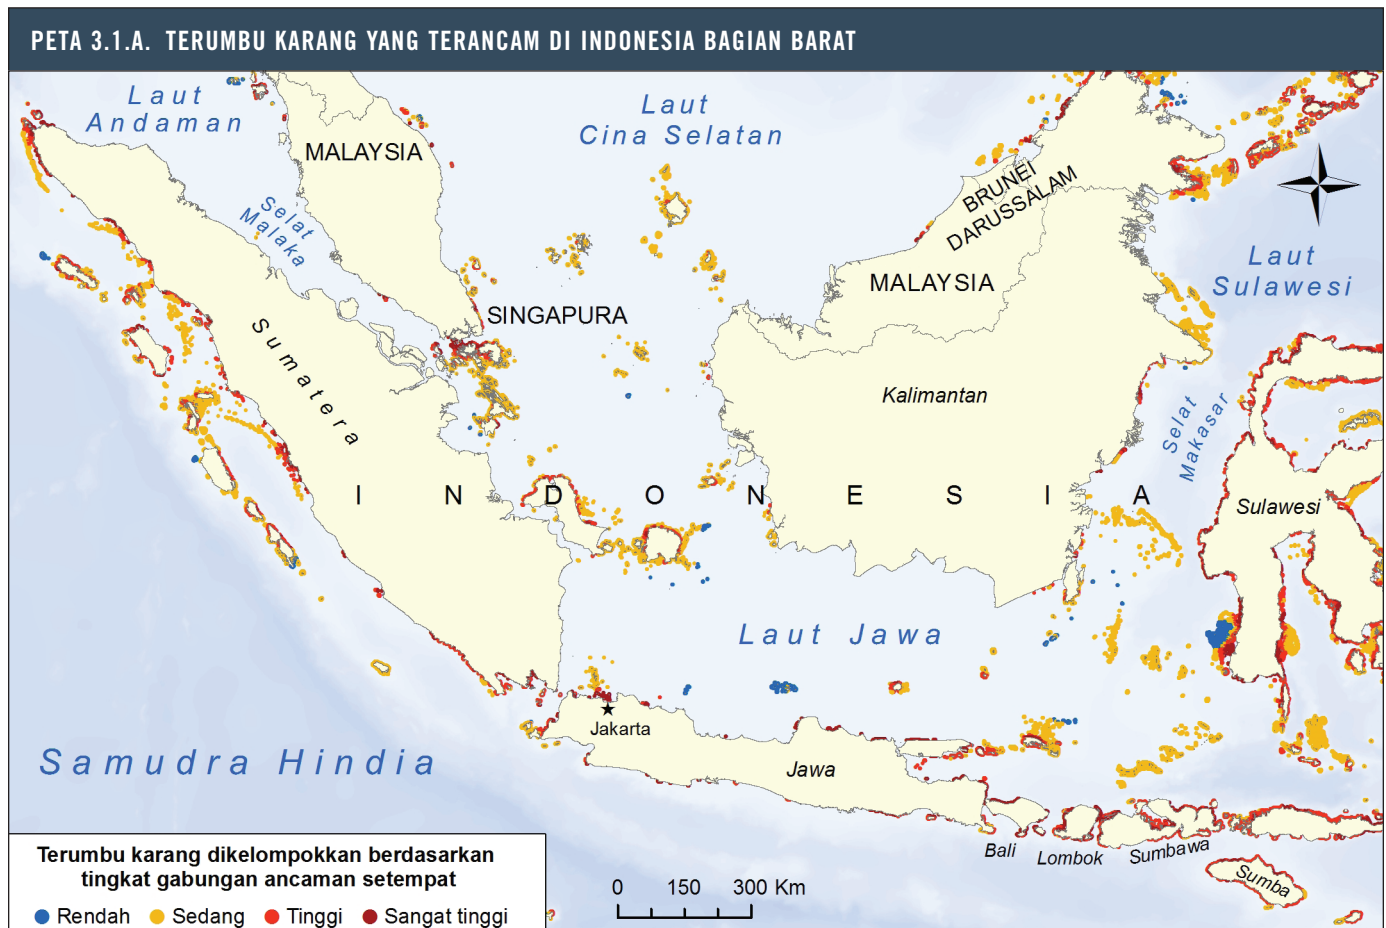 PETA 3.1.A. TERUMBU KARANG YANG TERANCAM DI INDONESIA BAGIAN BARAT
Laut
Andaman
Laut
Cina Selatan
MALAYSIA
BRUNEI
DARUSSALAM
Selat
Malaka
Laut
Sulawesi
MALAYSIA
SINGAPURA
Sumatera
Kalimantan
Selat
Makasar
INDONESIA
Sulawesi
Laut Jawa
Jakarta
Samudra Hindia
Jawa
Bali
Lombok
Sumbawa
Sumba
Terumbu karang dikelompokkan berdasarkan
tingkat gabungan ancaman setempat
Rendah Sedang Tinggi Sangat tinggi
0 150 300 Km